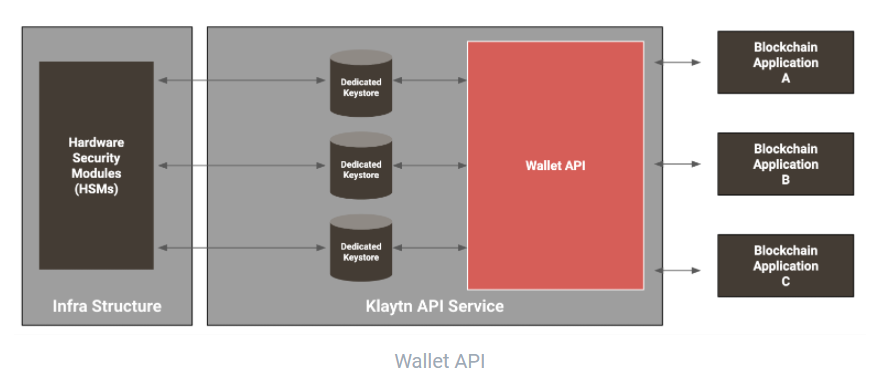 Hardware
Security
Modules
(HSMs)
Infra Structure
Dedicated
Keystore
Dedicated
Keystore
Dedicated
Keystore
Wallet API
Klaytn API Service
Blockchain
Application
A
Blockchain
Application
B
Blockchain
Application
C
Wallet API